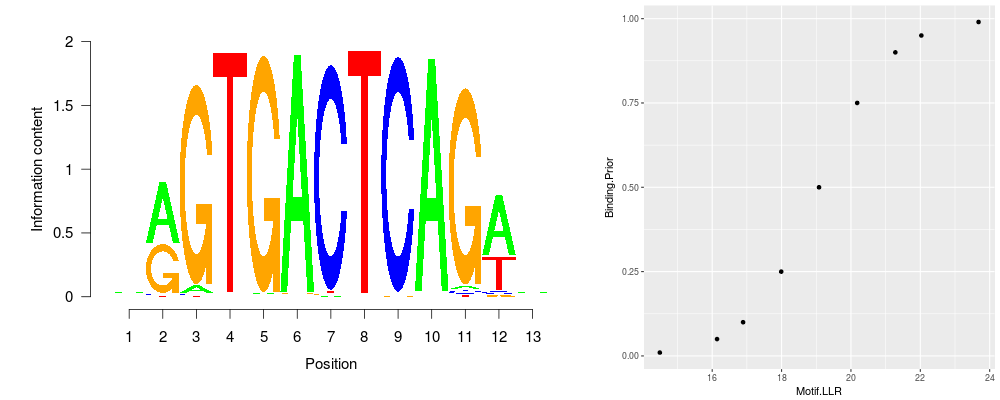 2
1.5
1
0.5
0
Information content
A
G
G
T
G
A
C
T
C
A
G
A
T
1 2 3 4 5 6 7 8 9 10 11 12 13
Position
1.00
0.75
0.50
0.25
0.00
Binding.Prior
16 18 20 22 24
Motif.LLR